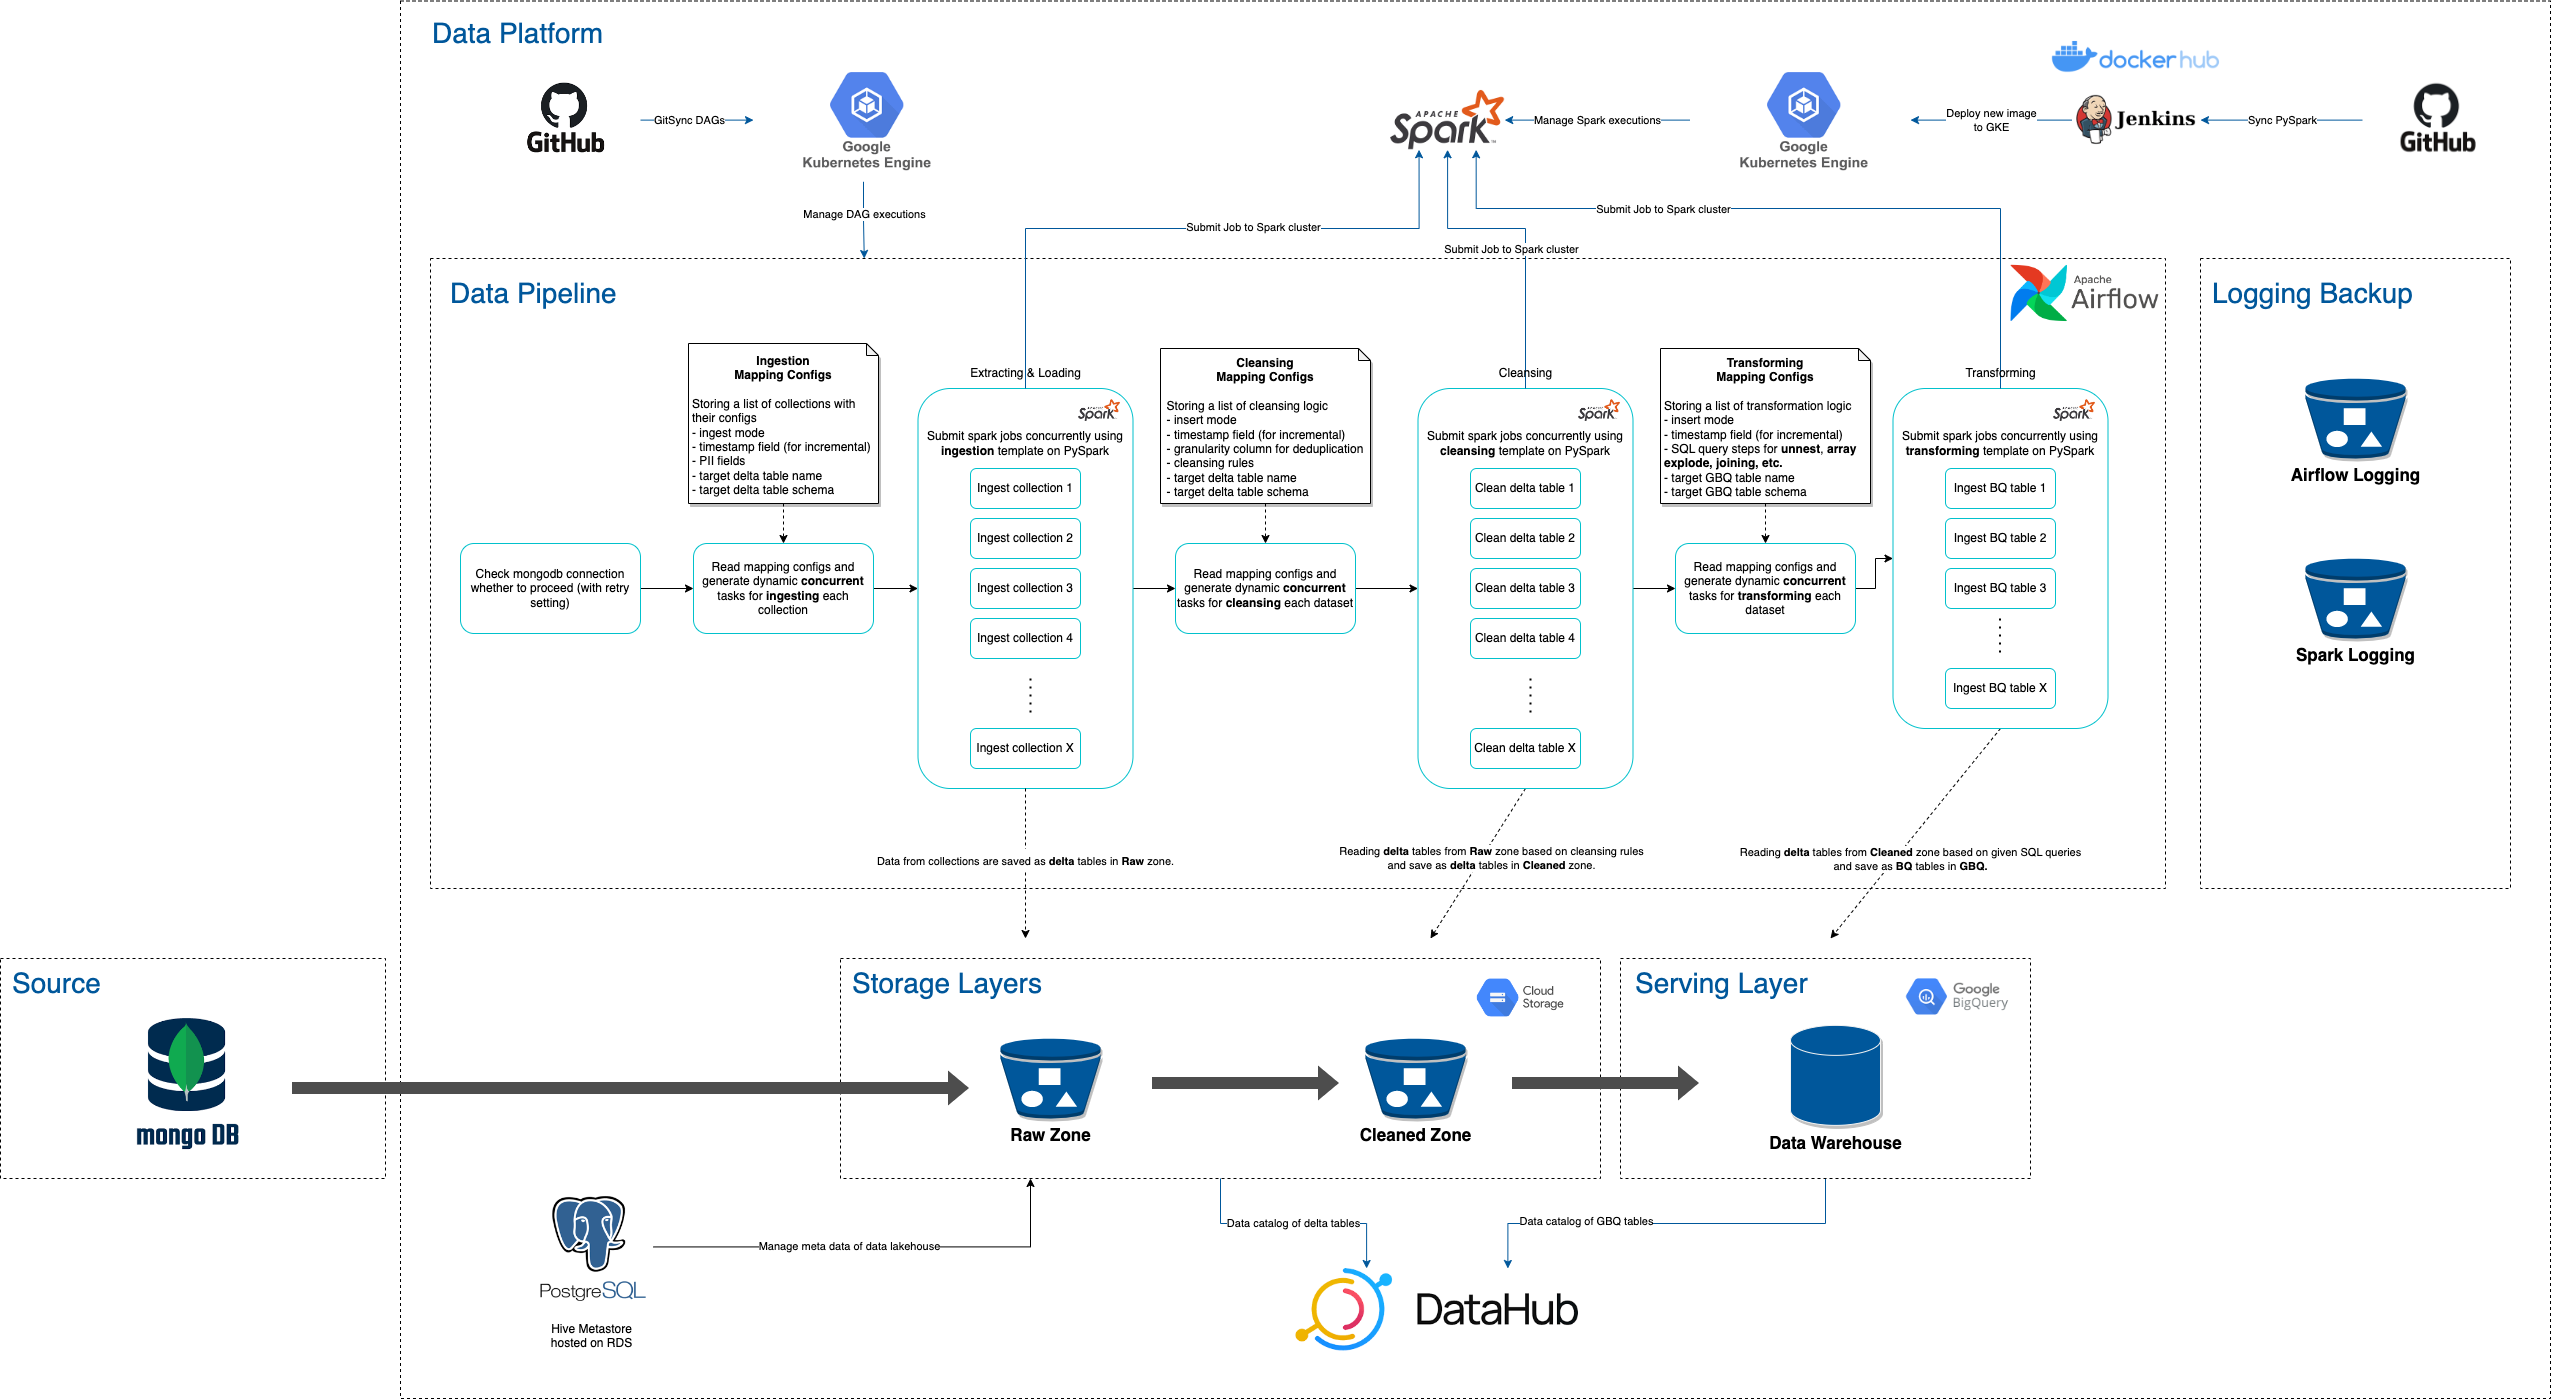 Data Platform
GitHub
GitSync DAGs
Google
Kubernetes Engine
Manage DAG executions
APACHE
Spark
Manage Spark executions
Google
Kubernetes Engine
Deploy new image
to GKE
docker hub
Jenkins
Sync PySpark
GitHub
Submit Job to Spark cluster
Submit Job to Spark cluster
Submit Job to Spark cluster
Data Pipeline
Apache
Airflow
Ingestion
Mapping Configs
Storing a list of collections with
their configs
- ingest mode
- timestamp field (for incremental)
- PII fields
- target delta table name
- target delta table schema
Check mongodb connection
whether to proceed (with retry
setting)
Read mapping configs and
generate dynamic concurrent
tasks for ingesting each
collection
Extracting & Loading
APACHE
Spark
Submit spark jobs concurrently using
ingestion template on PySpark
Ingest collection 1
Ingest collection 2
Ingest collection 3
Ingest collection 4
Ingest collection X
Data from collections are saved as delta tables in Raw zone.
Cleansing
Mapping Configs
Storing a list of cleansing logic
- insert mode
- timestamp field (for incremental)
- granularity column for deduplication
- cleansing rules
- target delta table name
- target delta table schema
Read mapping configs and
generate dynamic concurrent
tasks for cleansing each dataset
Cleansing
APACHE
Spark
Submit spark jobs concurrently using
cleansing template on PySpark
Clean delta table 1
Clean delta table 2
Clean delta table 3
Clean delta table 4
Clean delta table X
Reading delta tables from Raw zone based on cleansing rules
and save as delta tables in Cleaned zone.
Transforming
Mapping Configs
Storing a list of transformation logic
- insert mode
- timestamp field (for incremental)
- SQL query steps for unnest, array
explode, joining, etc.
- target GBQ table name
- target GBQ table schema
Read mapping configs and
generate dynamic concurrent
tasks for transforming each
dataset
Transforming
APACHE
Spark
Submit spark jobs concurrently using
transforming template on PySpark
Ingest BQ table 1
Ingest BQ table 2
Ingest BQ table 3
Ingest BQ table X
Reading delta tables from Cleaned zone based on given SQL queries
and save as BQ tables in GBQ.
Logging Backup
Airflow Logging
Spark Logging
Source
mongo DB
Storage Layers
Cloud
Storage
Raw Zone
Cleaned Zone
Serving Layer
Google
BigQuery
Data Warehouse
PostgreSQL
Hive Metastore
hosted on RDS
Manage meta data of data lakehouse
Data catalog of delta tables
Data catalog of GBQ tables
DataHub